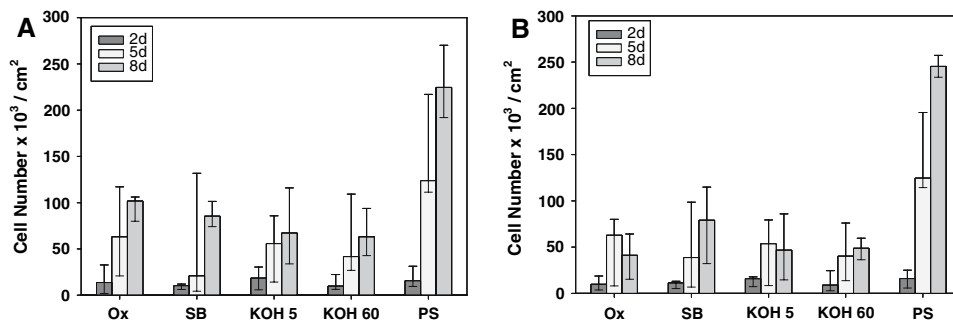 A
Cell Number x 10³ / cm²
300
250
200
150
100
50
0
2d
5d
8d
Ox SB KOH 5 KOH 60 PS
B
Cell Number x 10³ / cm²
300
250
200
150
100
50
0
2d
5d
8d
Ox SB KOH 5 KOH 60 PS